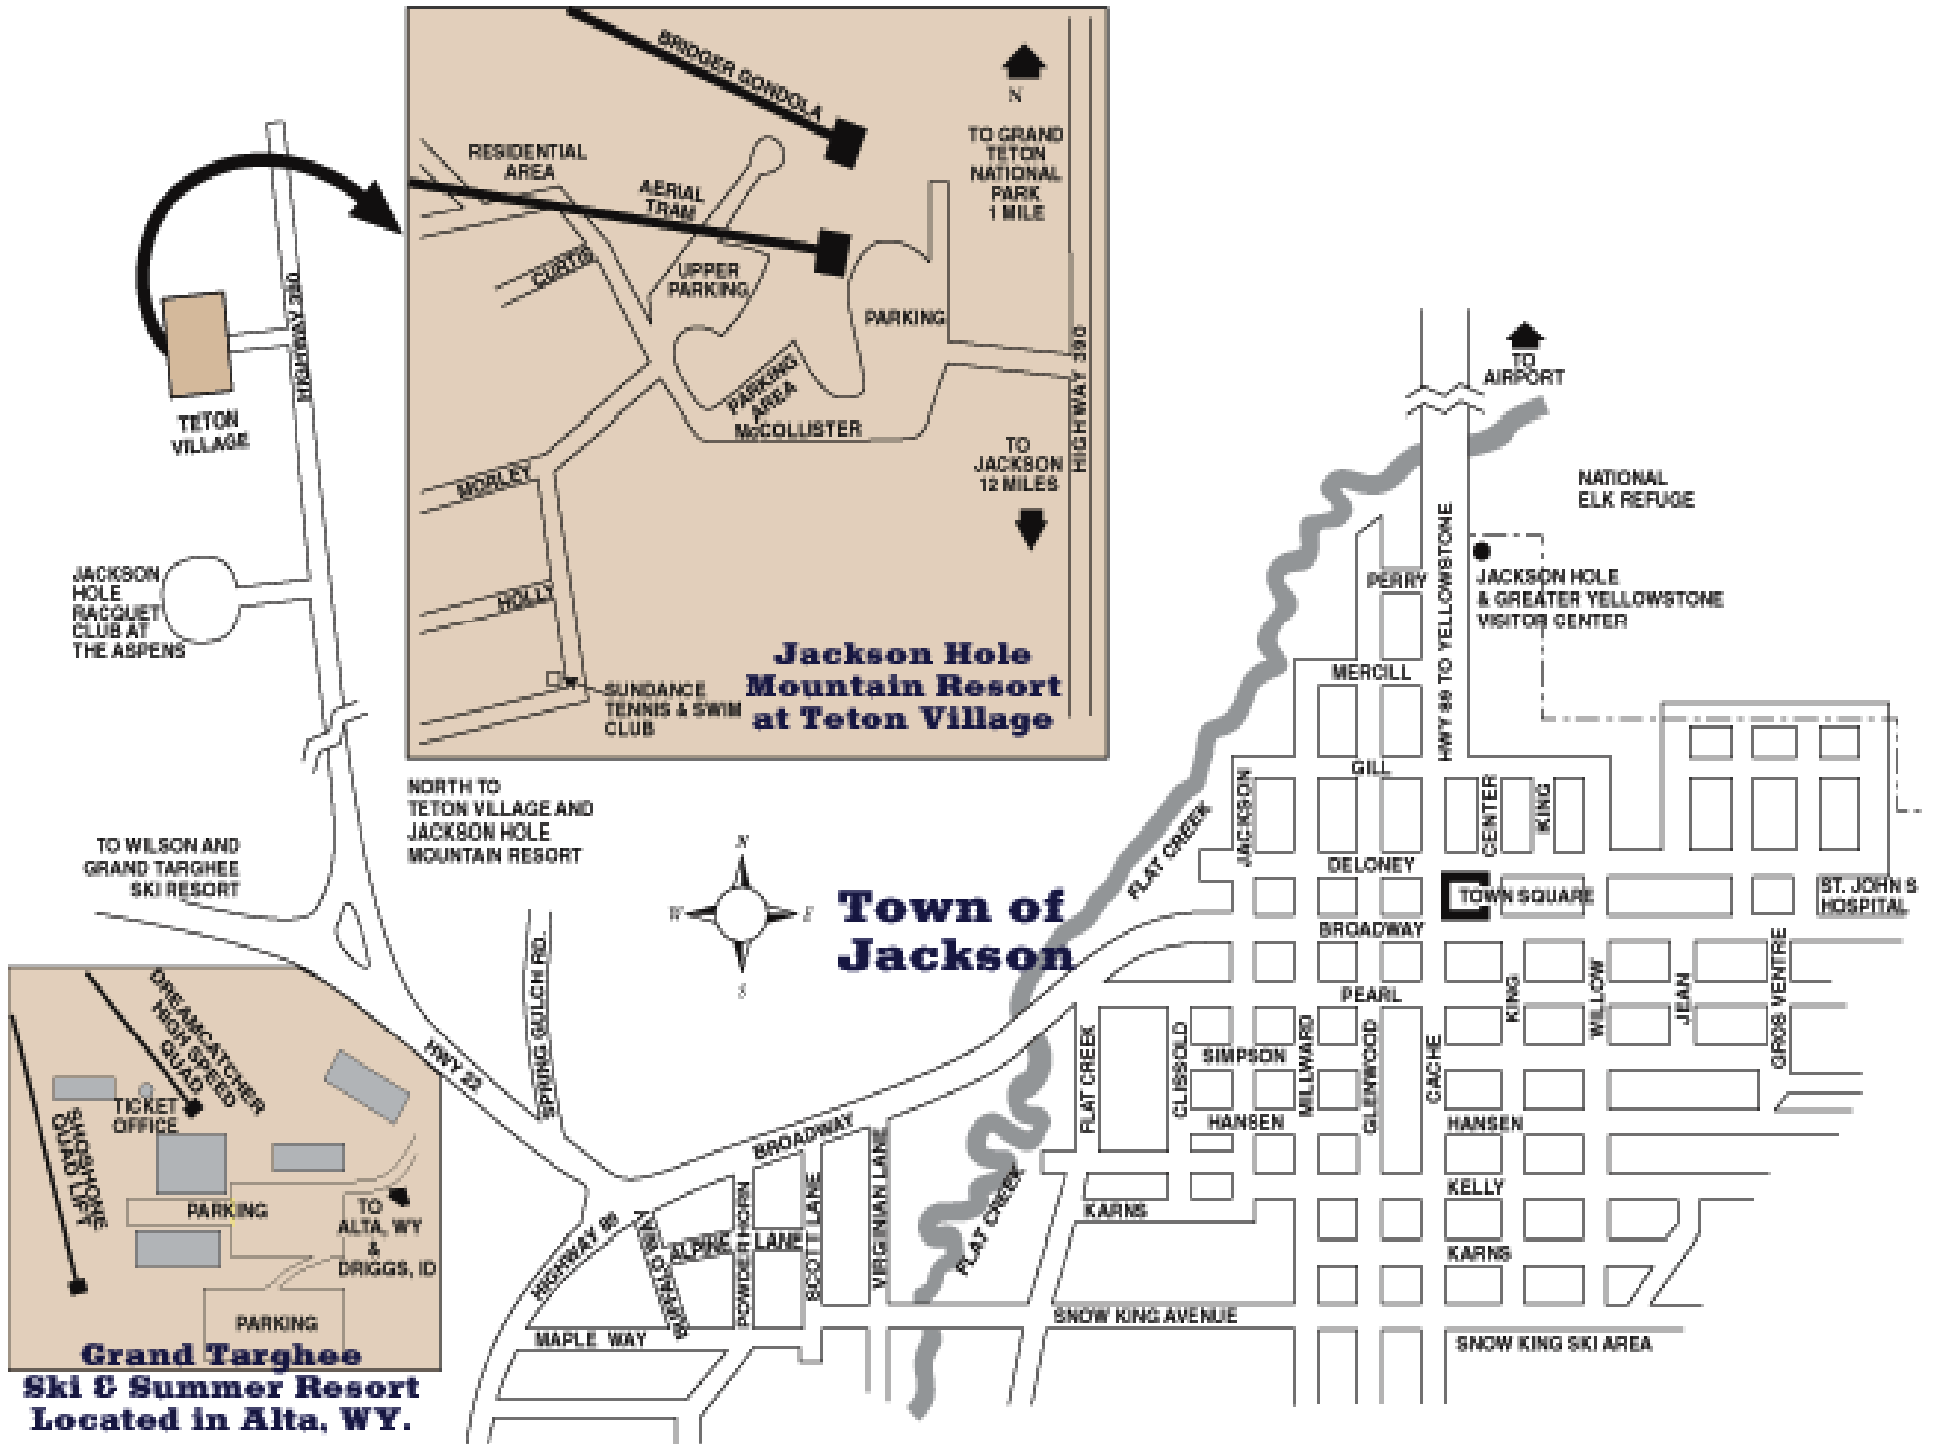 BRIDGER GONDOLA
N
TO GRAND
TETON
NATIONAL
PARK
1 MILE
RESIDENTIAL
AREA
AERIAL
TRAM
CURTIS
UPPER
PARKING
PARKING
PARKING
AREA
McCOLLISTER
HIGHWAY 390
TO
JACKSON
12 MILES
MORLEY
HOLLY
SUNDANCE
TENNIS & SWIM
CLUB
Jackson Hole
Mountain Resort
at Teton Village
HIGHWAY 390
TETON
VILLAGE
JACKSON
HOLE
RACQUET
CLUB AT
THE ASPENS
NORTH TO
TETON VILLAGE AND
JACKSON HOLE
MOUNTAIN RESORT
TO WILSON AND
GRAND TARGHEE
SKI RESORT
N
W
E
S
Town of
Jackson
SPRING GULCH RD.
HWY 22
DREAMCATCHER
HIGH SPEED
QUAD
TICKET
OFFICE
SHOSHONE
QUAD LIFT
PARKING
TO
ALTA, WY
&
DRIGGS, ID
PARKING
Grand Targhee
Ski & Summer Resort
Located in Alta, WY.
TO
AIRPORT
NATIONAL
ELK REFUGE
HWY 89 TO YELLOWSTONE
JACKSON HOLE
& GREATER YELLOWSTONE
VISITOR CENTER
PERRY
MERCILL
GILL
JACKSON
CENTER
KING
FLAT CREEK
DELONEY
TOWN SQUARE
ST. JOHN'S
HOSPITAL
BROADWAY
PEARL
KING
WILLOW
JEAN
GROS VENTRE
FLAT CREEK
CLISSOLD
SIMPSON
MILLWARD
GLENWOOD
CACHE
HANSEN
HANSEN
KELLY
KARNS
KARNS
BROADWAY
FLAT CREEK
HIGHWAY 89
BUFFALO WAY
ALPINE LANE
POWDERHORN
SCOTT LANE
VIRGINIAN LANE
MAPLE WAY
SNOW KING AVENUE
SNOW KING SKI AREA